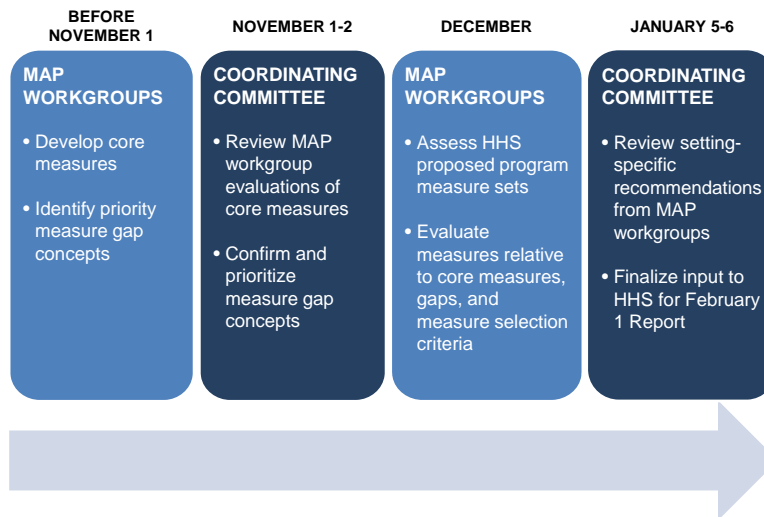 BEFORE
NOVEMBER 1
MAP
WORKGROUPS
• Develop core
measures
• Identify priority
measure gap
concepts
NOVEMBER 1-2
COORDINATING
COMMITTEE
• Review MAP
workgroup
evaluations of
core measures
• Confirm and
prioritize
measure gap
concepts
DECEMBER
MAP
WORKGROUPS
• Assess HHS
proposed program
measure sets
• Evaluate
measures relative
to core measures,
gaps, and
measure selection
criteria
JANUARY 5-6
COORDINATING
COMMITTEE
• Review setting-
specific
recommendations
from MAP
workgroups
• Finalize input to
HHS for February
1 Report